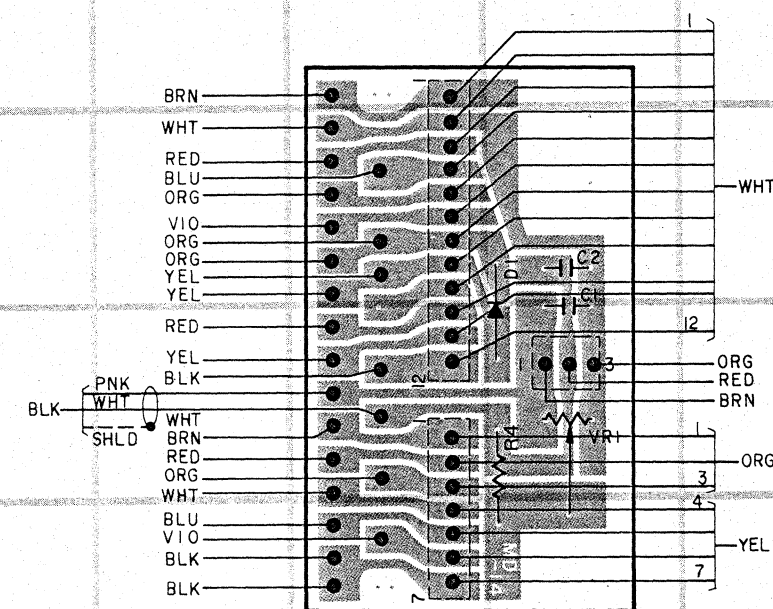 1
BRN
1
WHT
RED
BLU
WHT
ORG
VIO
ORG
ORG
C2
D1
YEL
YEL
C1
RED
12
YEL
1
3
ORG
BLK
12
RED
PNK
BRN
WHT
BLK
WHT
SHLD
BRN
R4
VR1
1
RED
ORG
ORG
3
WHT
4
BLU
VIO
YEL
BLK
7
BLK
7